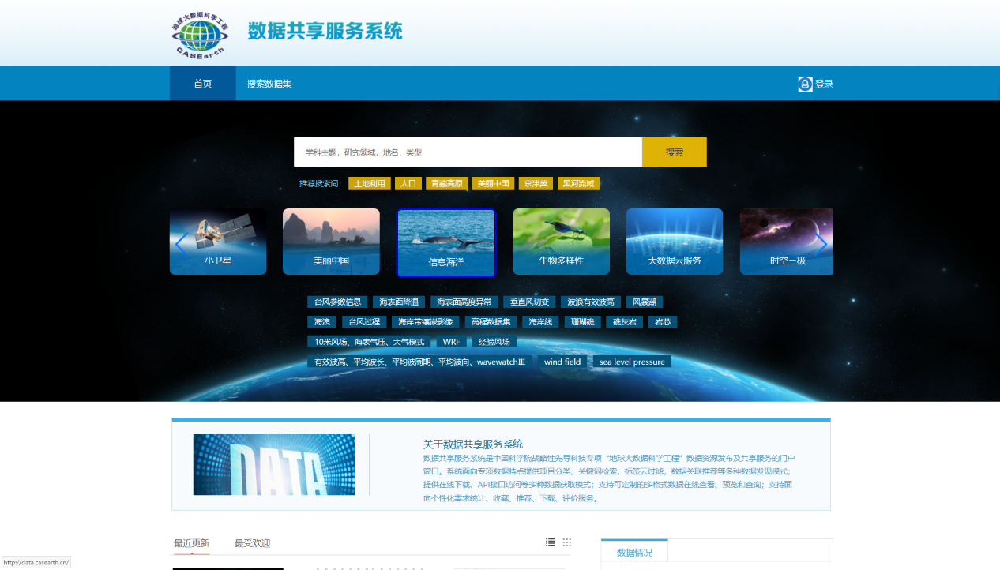 地球大数据科学工程
CASEarth
数据共享服务系统
首页
搜索数据集
登录
学科主题，研究领域，地名，类型
搜索
推荐搜索词：
土地利用
人口
青藏高原
美丽中国
京津冀
黑河流域
小卫星
美丽中国
信息海洋
生物多样性
大数据云服务
时空三极
台风参数信息
海表面降温
海表面高度异常
垂直风切变
波浪有效波高
风暴潮
海浪
台风过程
海岸带镶嵌影像
高程数据集
海岸线
珊瑚礁
礁灰岩
岩芯
10米风场、海表气压、大气模式
WRF
经验风场
有效波高、平均波长、平均波周期、平均波向、wavewatchⅢ
wind field
sea level pressure
DATA
关于数据共享服务系统
数据共享服务系统是中国科学院战略性先导科技专项“地球大数据科学工程”数据资源发布及共享服务的门户
窗口。系统面向专项数据特点提供项目分类、关键词检索，标签云过滤，数据关联推荐等多种数据发现模式；
提供在线下载、API接口访问等多种数据获取模式；支持可定制的多格式数据在线查看、预览和查询；支持面
向个性化需求统计、收藏、推荐、下载、评价服务。
最近更新
最受欢迎
数据情况
http://data.casearth.cn/